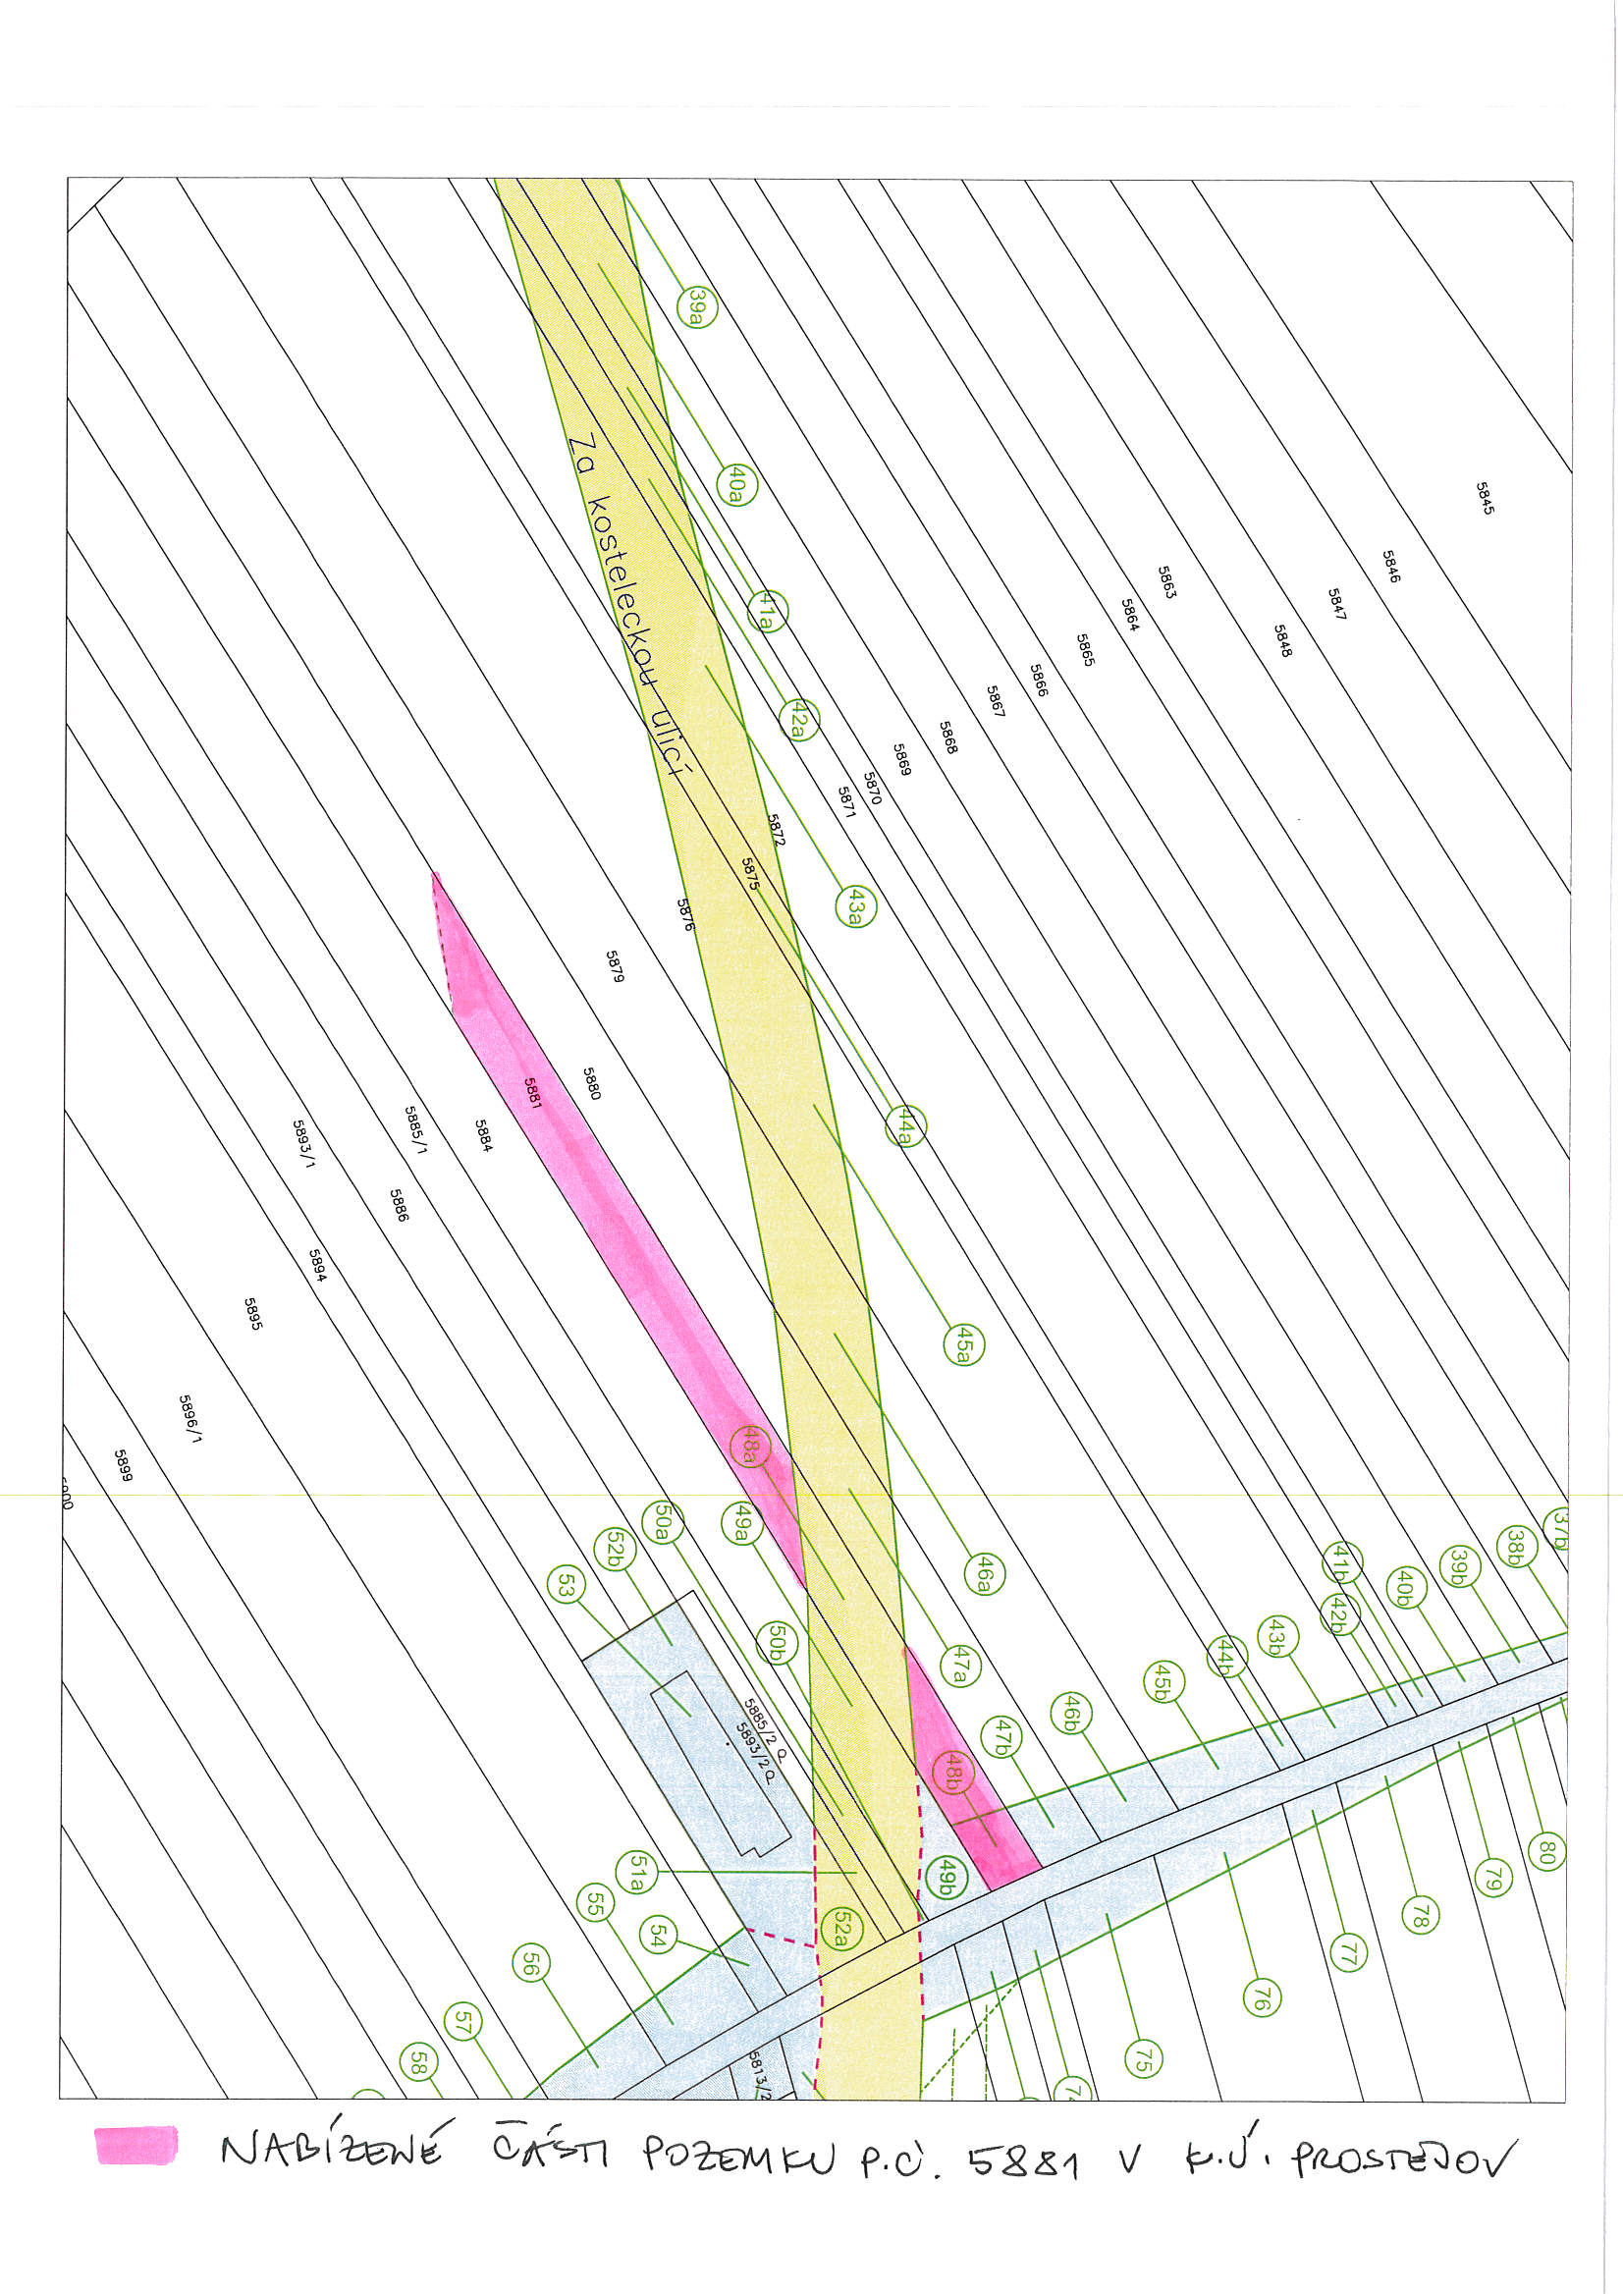 39a
40a
41a
42a
43a
44a
45a
46a
47a
48a
49a
50a
52b
53
50b
48b
47b
46b
45b
44b
43b
42b
41b
40b
39b
38b
37b
49b
51a
52a
54
55
56
57
58
75
76
77
78
79
80
Za kosteleckou ulicí
5845
5846
5847
5848
5863
5864
5865
5866
5867
5868
5869
5870
5871
5872
5875
5876
5879
5880
5881
5884
5885/1
5886
5893/1
5894
5895
5896/1
5899
5885/2
5893/2
5813/2
NABÍZENÉ ČÁSTI POZEMKU P.Č. 5881 V K.Ú. PROSTĚJOV